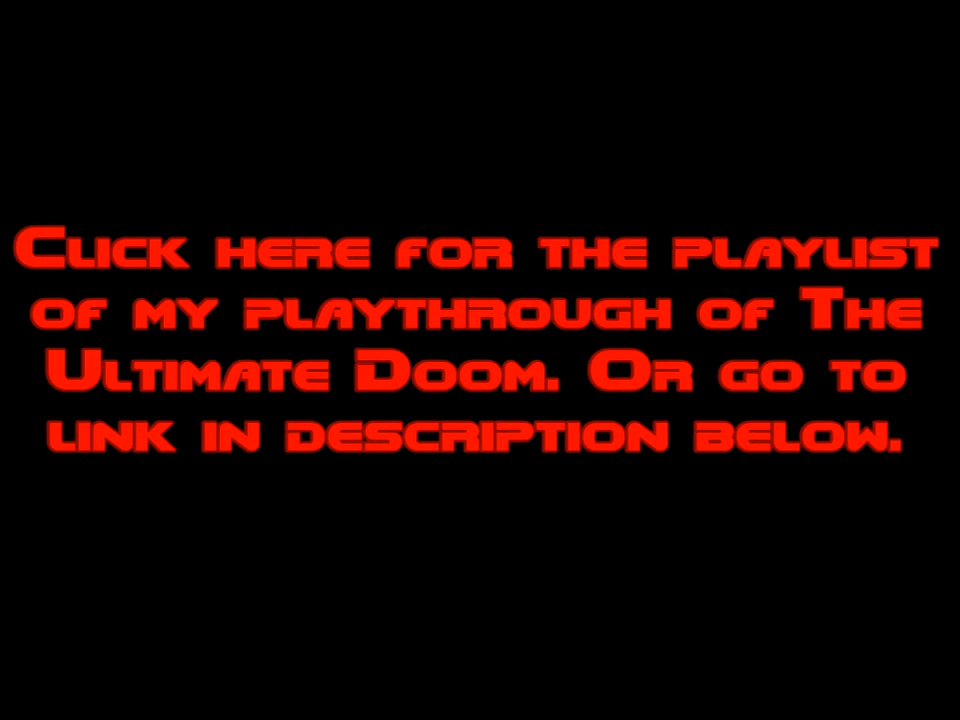 Click here for the playlist
of my playthrough of The
Ultimate Doom. Or go to
link in description below.